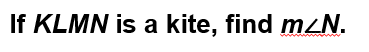 If KLMN is a kite, find m∠N.